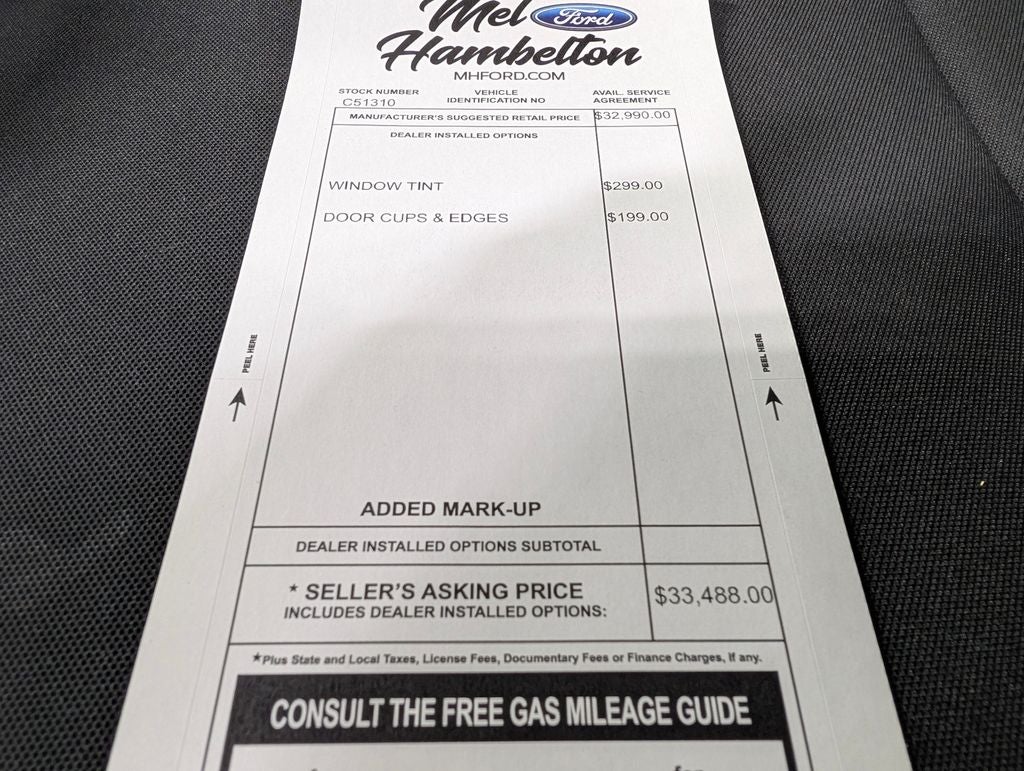 Mel Ford
Hambelton
MHFORD.COM
STOCK NUMBER VEHICLE AVAIL. SERVICE
C51310 IDENTIFICATION NO AGREEMENT
MANUFACTURER'S SUGGESTED RETAIL PRICE $32,990.00
DEALER INSTALLED OPTIONS
WINDOW TINT $299.00
DOOR CUPS & EDGES $199.00
PEEL HERE PEEL HERE
ADDED MARK-UP
DEALER INSTALLED OPTIONS SUBTOTAL
* SELLER'S ASKING PRICE $33,488.00
INCLUDES DEALER INSTALLED OPTIONS:
*Plus State and Local Taxes, License Fees, Documentary Fees or Finance Charges, If any.
CONSULT THE FREE GAS MILEAGE GUIDE